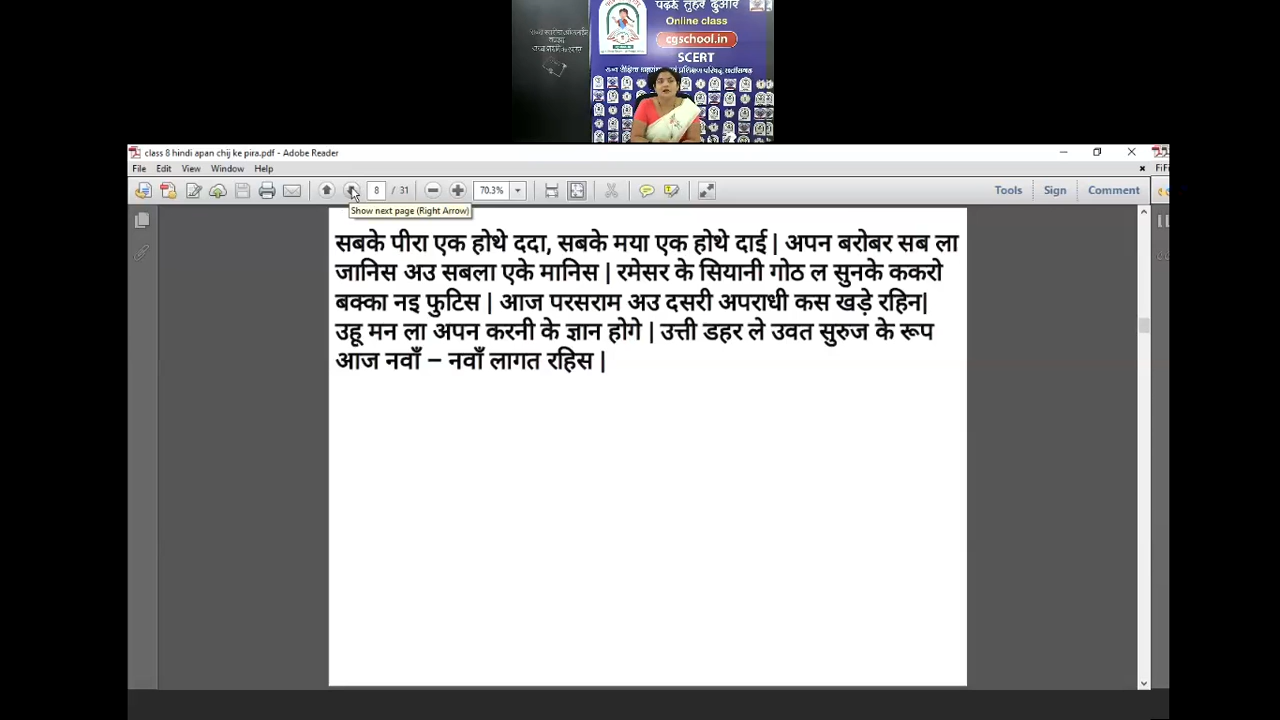 पढ़ई तुंहर दुआर
Online class
cgschool.in
SCERT
class 8 hindi apan chij ke pira.pdf - Adobe Reader
File Edit View Window Help
8 / 31 70.3% Tools Sign Comment
Show next page (Right Arrow)
सबके पीरा एक होथे ददा, सबके मया एक होथे दाई | अपन बरोबर सब ला
जानिस अउ सबला एके मानिस | रमेसर के सियानी गोठ ल सुनके ककरो
बक्का नइ फुटिस | आज परसराम अउ दसरी अपराधी कस खड़े रहिन|
उहू मन ला अपन करनी के ज्ञान होगे | उत्ती डहर ले उवत सुरुज के रूप
आज नवाँ – नवाँ लागत रहिस |